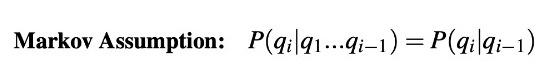 Markov Assumption: P(qᵢ|q₁...qᵢ₋₁) = P(qᵢ|qᵢ₋₁)